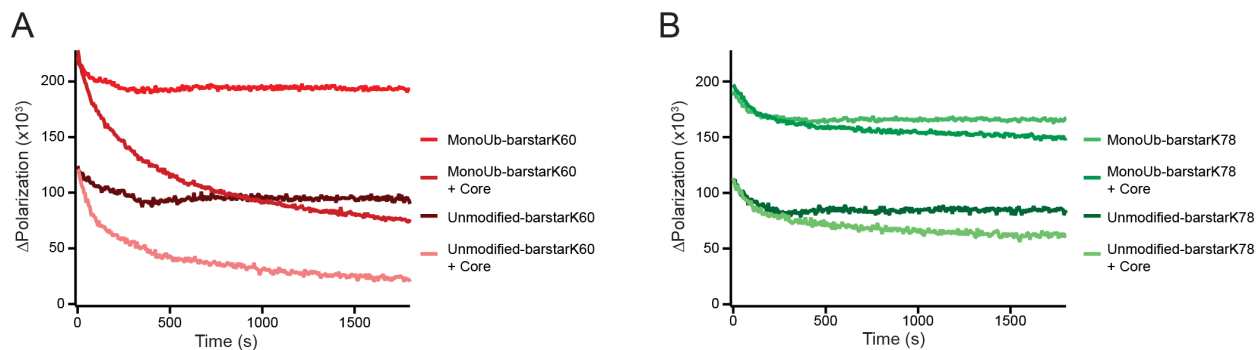 A
ΔPolarization (x10³)
200
150
100
50
0
0
500
1000
1500
Time (s)
MonoUb-barstarK60
MonoUb-barstarK60
+ Core
Unmodified-barstarK60
Unmodified-barstarK60
+ Core
B
ΔPolarization (x10³)
200
150
100
50
0
0
500
1000
1500
Time (s)
MonoUb-barstarK78
MonoUb-barstarK78
+ Core
Unmodified-barstarK78
Unmodified-barstarK78
+ Core